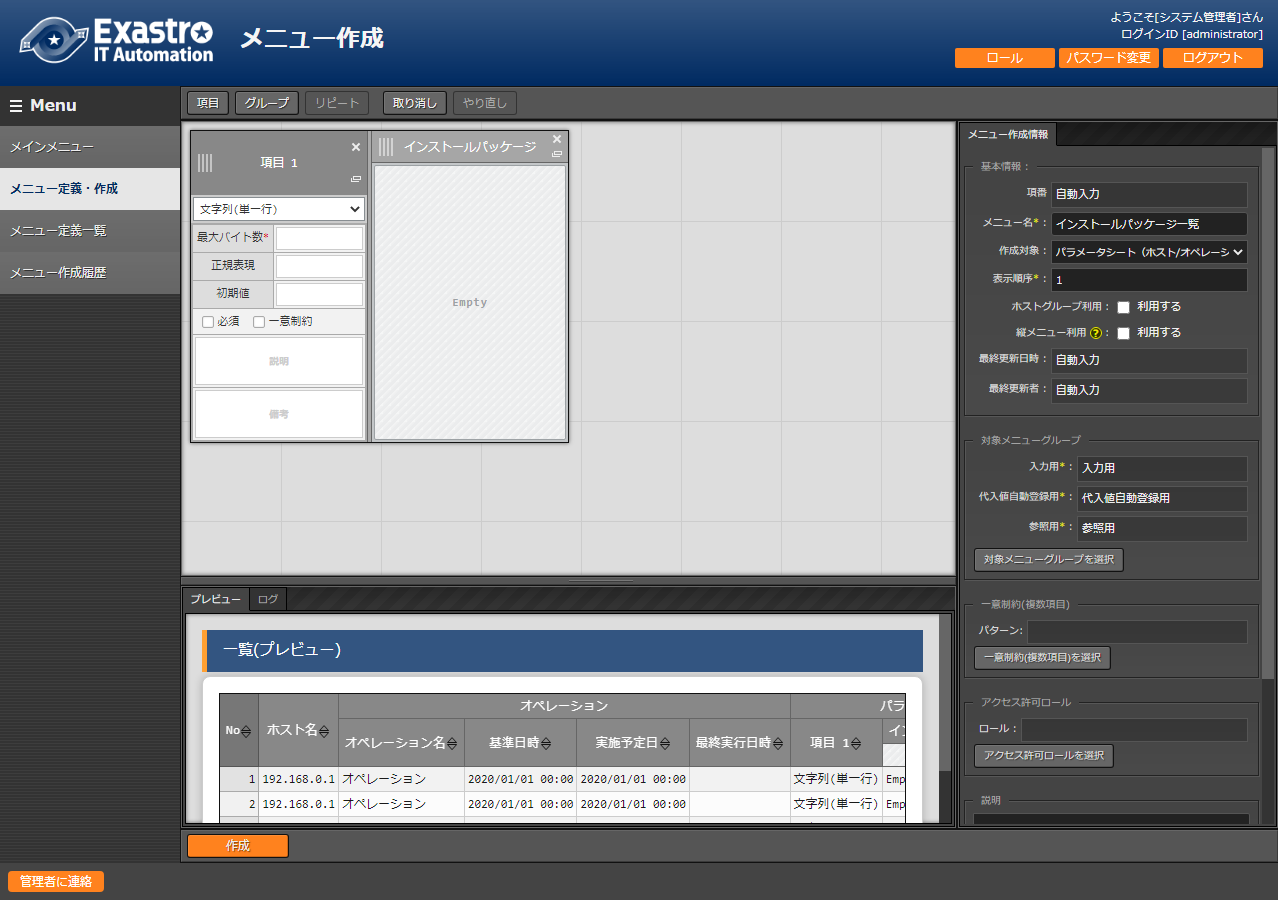 Exastro
IT Automation
メニュー作成
ようこそ[システム管理者]さん
ログインID [administrator]
ロール
パスワード変更
ログアウト
Menu
メインメニュー
メニュー定義・作成
メニュー定義一覧
メニュー作成履歴
項目
グループ
リピート
取り消し
やり直し
項目 1
文字列(単一行)
最大バイト数*
正規表現
初期値
必須
一意制約
説明
備考
インストールパッケージ
Empty
メニュー作成情報
基本情報：
項番 自動入力
メニュー名*： インストールパッケージ一覧
作成対象： パラメータシート（ホスト/オペレーシ
表示順序*： 1
ホストグループ利用： 利用する
縦メニュー利用 ?： 利用する
最終更新日時： 自動入力
最終更新者： 自動入力
対象メニューグループ
入力用*： 入力用
代入値自動登録用*： 代入値自動登録用
参照用*： 参照用
対象メニューグループを選択
一意制約(複数項目)
パターン:
一意制約(複数項目)を選択
アクセス許可ロール
ロール：
アクセス許可ロールを選択
説明
プレビュー
ログ
一覧(プレビュー)
オペレーション パラ
No ホスト名 オペレーション名 基準日時 実施予定日 最終実行日時 項目 1
1 192.168.0.1 オペレーション 2020/01/01 00:00 2020/01/01 00:00 文字列(単一行) Emp
2 192.168.0.1 オペレーション 2020/01/01 00:00 2020/01/01 00:00 文字列(単一行) Emp
作成
管理者に連絡